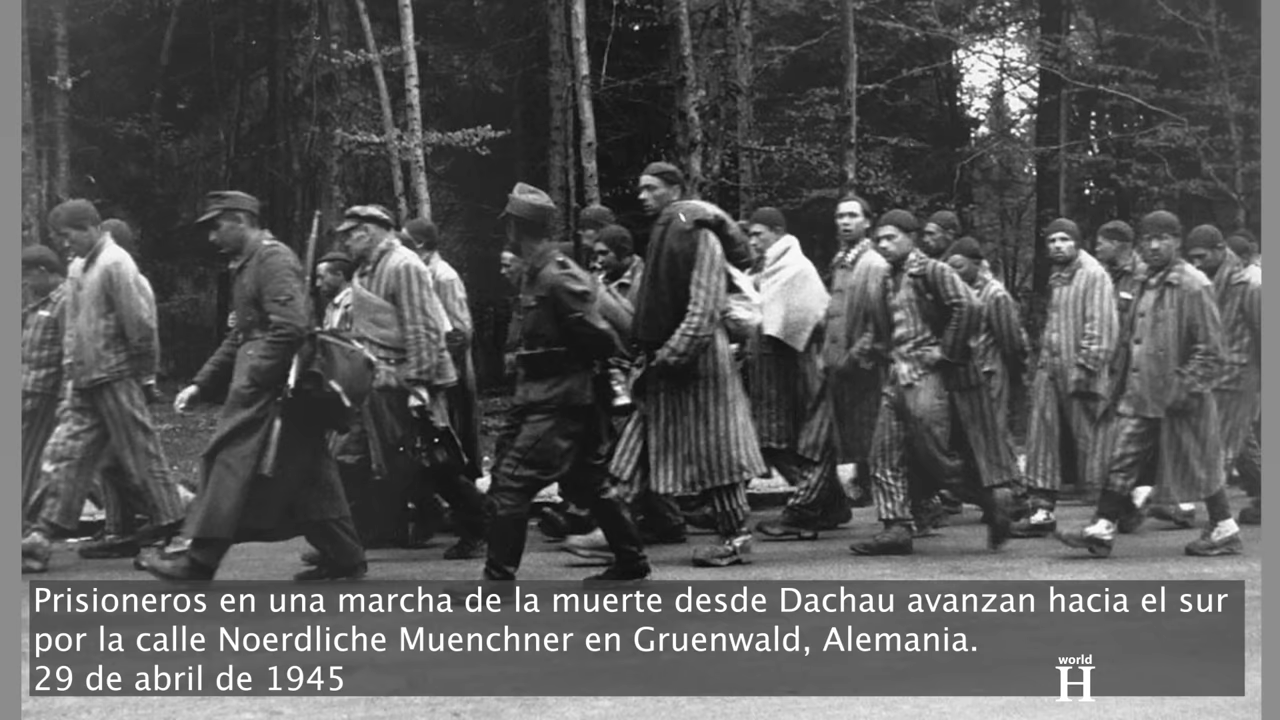 Prisioneros en una marcha de la muerte desde Dachau avanzan hacia el sur
por la calle Noerdliche Muenchner en Gruenwald, Alemania.
29 de abril de 1945
world
H